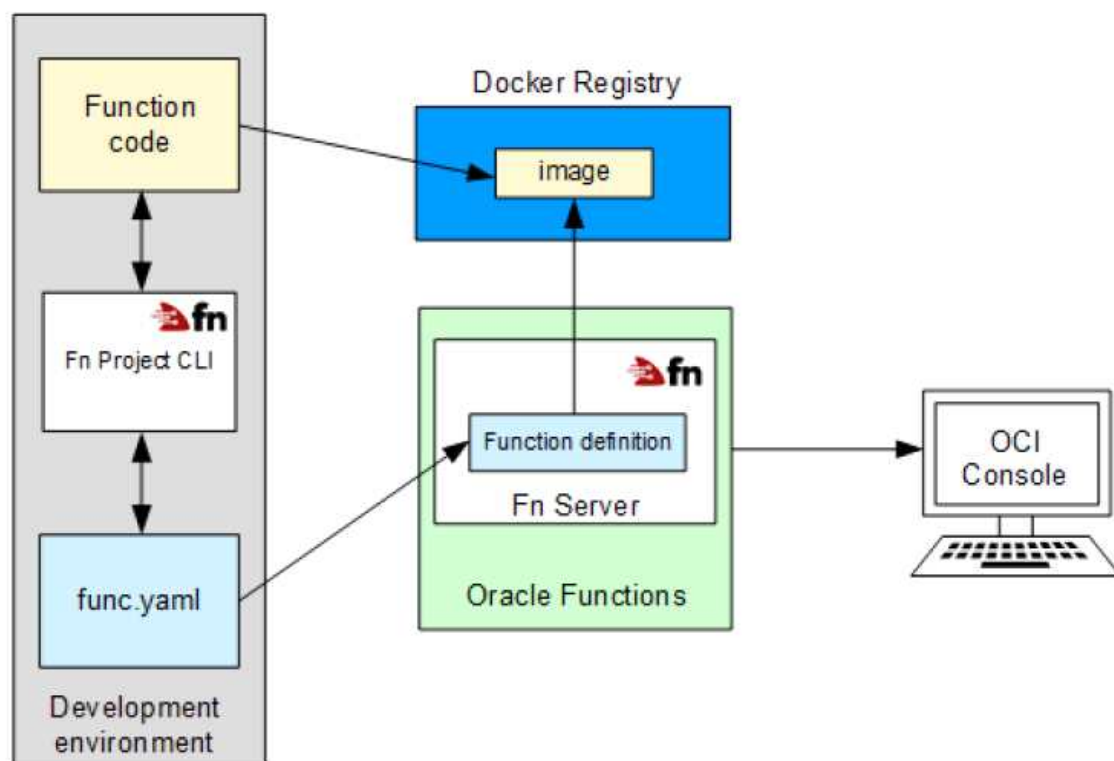 Function
code
fn
Fn Project CLI
func.yaml
Development
environment
Docker Registry
image
fn
Function definition
Fn Server
Oracle Functions
OCI
Console